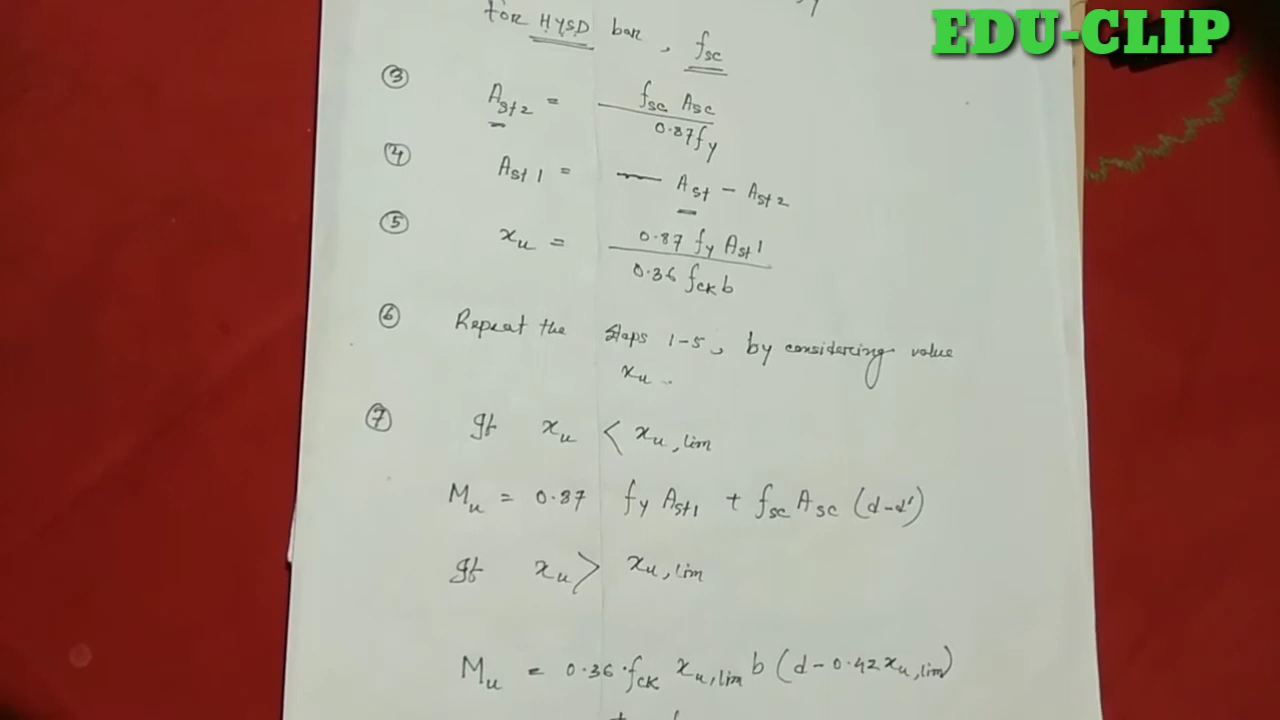 EDU-CLIP
for HYSD bar, fsc
③ Ast2 = fsc Asc / 0.87fy
④ Ast1 = Ast - Ast2
⑤ xu = 0.87 fy Ast1 / 0.36 fck b
⑥ Repeat the steps 1-5, by considering value
xu
⑦ If xu < xu,lim
Mu = 0.87 fy Ast1 + fsc Asc (d-d')
If xu > xu,lim
Mu = 0.36.fck xu,lim b (d-0.42xu,lim)